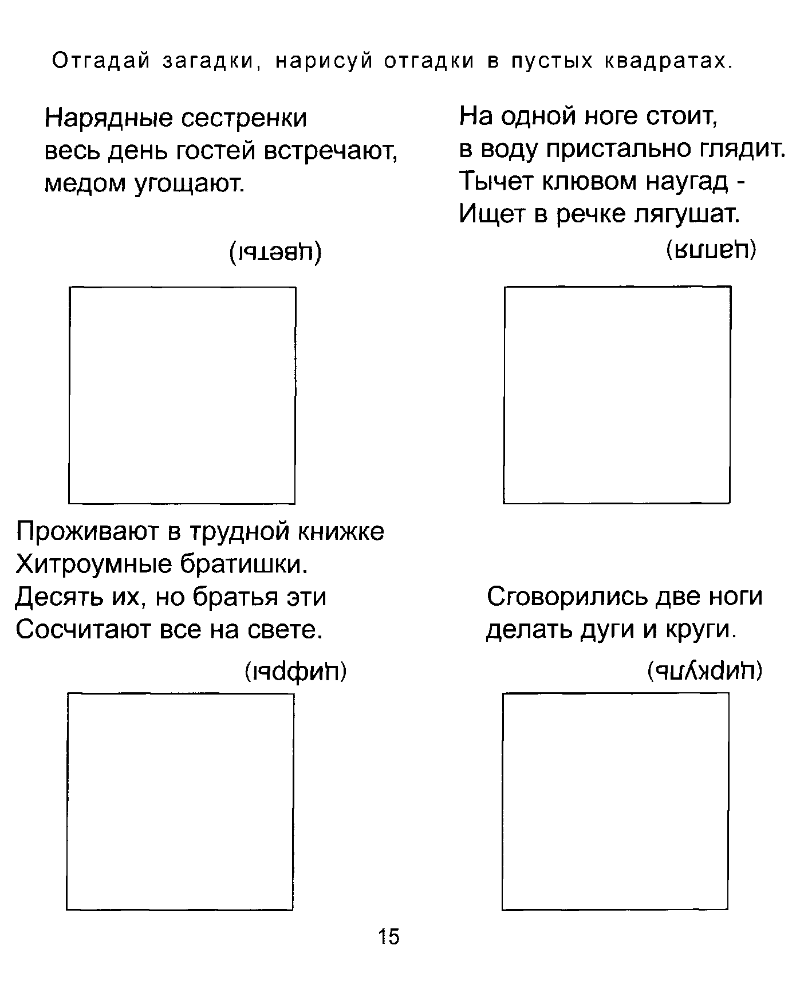 Отгадай загадки, нарисуй отгадки в пустых квадратах.
Нарядные сестренки
весь день гостей встречают,
медом угощают.
(цветы)
На одной ноге стоит,
в воду пристально глядит.
Тычет клювом наугад -
Ищет в речке лягушат.
(цапля)
Проживают в трудной книжке
Хитроумные братишки.
Десять их, но братья эти
Сосчитают все на свете.
(цифры)
Сговорились две ноги
делать дуги и круги.
(циркуль)
15